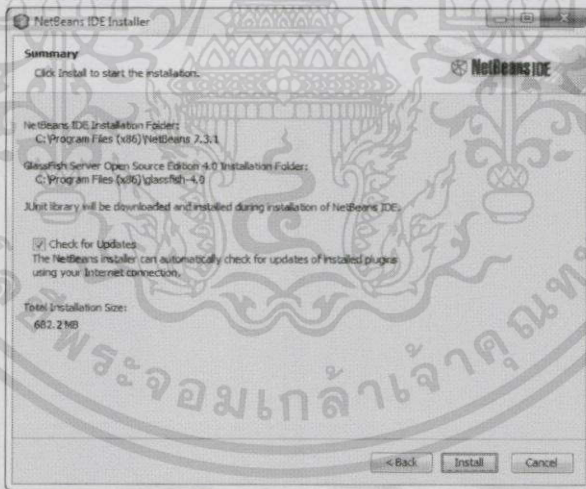 NetBeans IDE Installer
Summary
Click Install to start the installation.
NetBeans IDE
NetBeans IDE Installation Folder:
C:\Program Files (x86)\NetBeans 7.3.1
GlassFish Server Open Source Edition 4.0 Installation Folder:
C:\Program Files (x86)\glassfish-4.0
JUnit library will be downloaded and installed during installation of NetBeans IDE.
Check for Updates
The NetBeans installer can automatically check for updates of installed plugins
using your Internet connection.
Total Installation Size:
682.2 MB
พระจอมเกล้าเจ้าคุณท
< Back
Install
Cancel